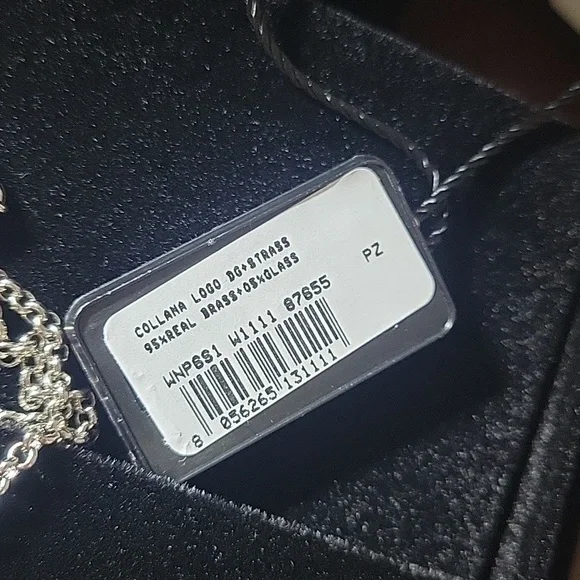 COLLANA LOGO DG+STRASS
95%REAL BRASS+05%GLASS
PZ
WNP6S1 W1111 87655
8 056265 131111